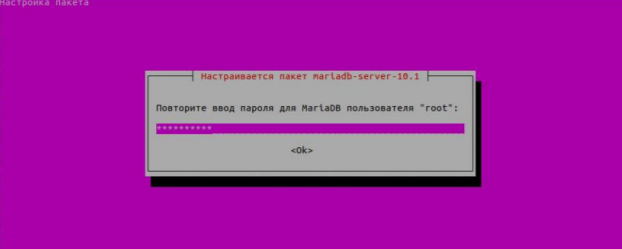 Настройка пакета
Настраивается пакет mariadb-server-10.1
Повторите ввод пароля для MariaDB пользователя "root":
**********
<Ok>